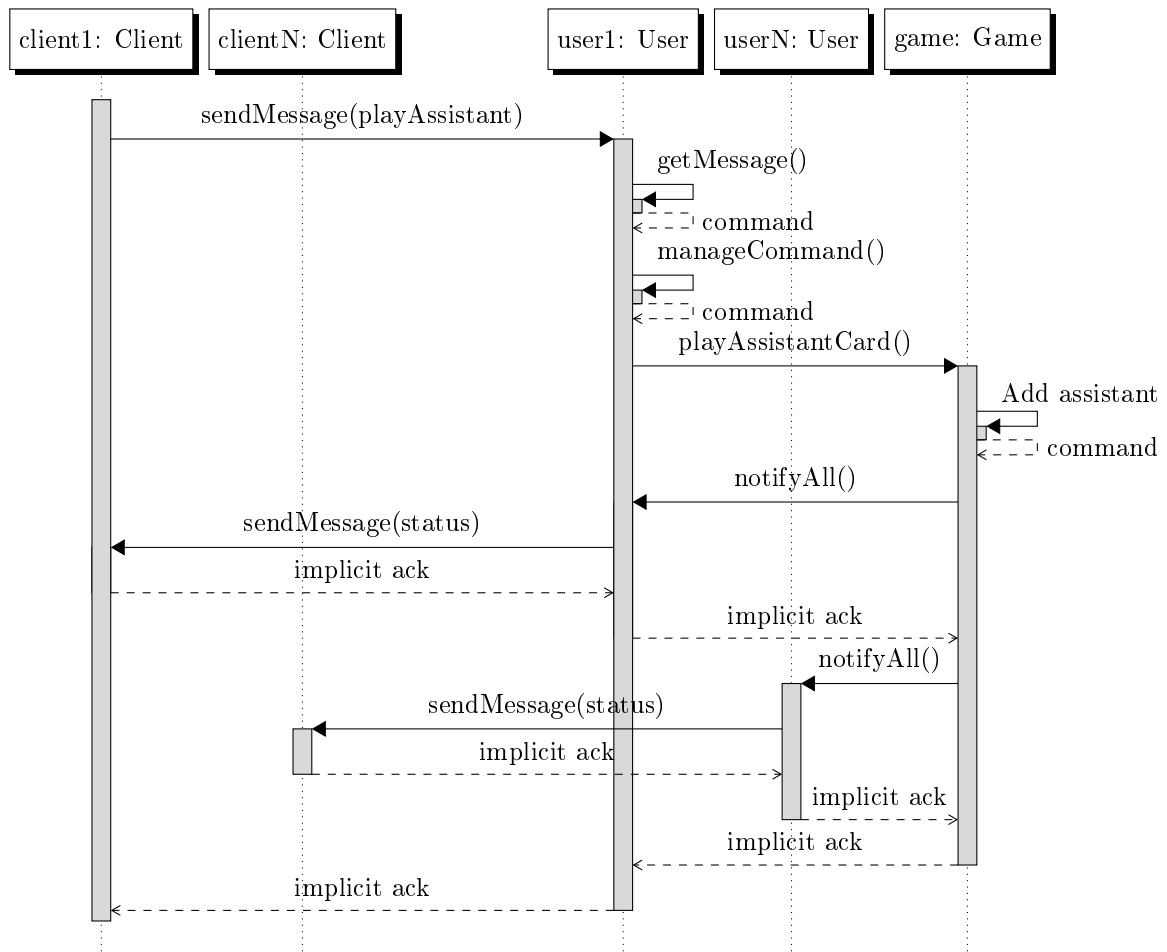 client1: Client
clientN: Client
user1: User
userN: User
game: Game
sendMessage(playAssistant)
getMessage()
command
manageCommand()
command
playAssistantCard()
Add assistant
command
notifyAll()
sendMessage(status)
implicit ack
implicit ack
notifyAll()
sendMessage(status)
implicit ack
implicit ack
implicit ack
implicit ack